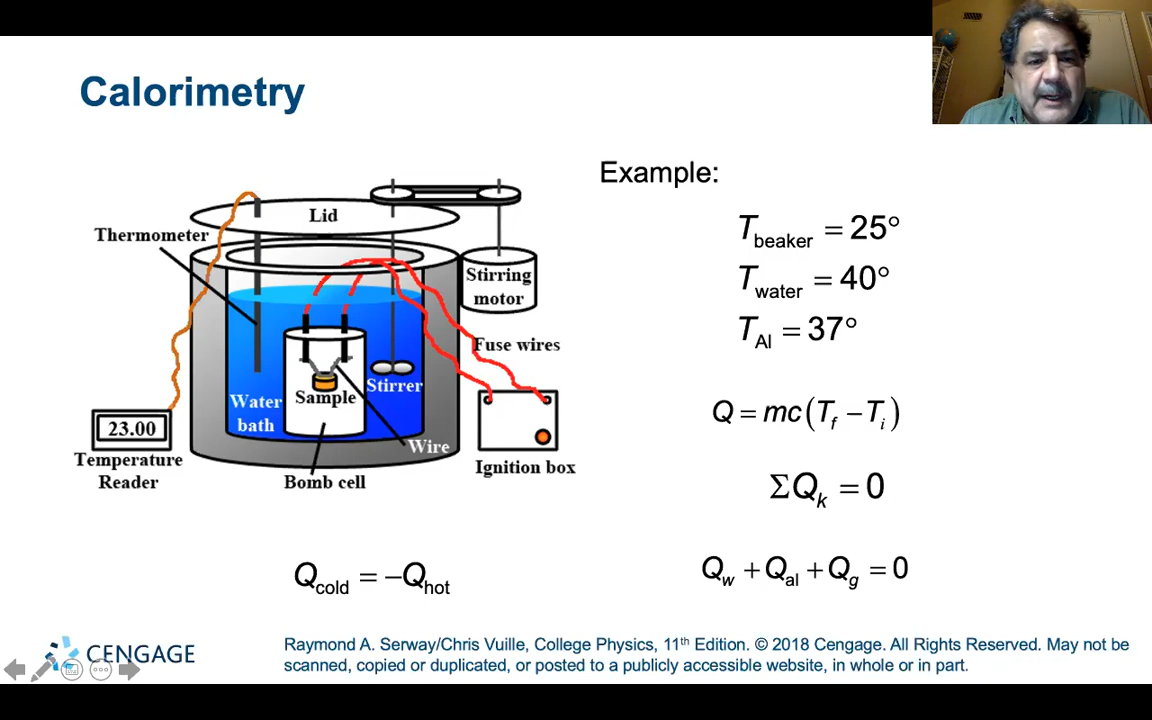 Calorimetry
Example:
Lid
Thermometer
Stirring
motor
Fuse wires
Stirrer
Sample
Water
bath
Wire
23.00
Temperature
Reader
Bomb cell
Ignition box
T_beaker = 25°
T_water = 40°
T_Al = 37°
Q = mc(T_f − T_i)
ΣQ_k = 0
Q_cold = −Q_hot
Q_w + Q_al + Q_g = 0
CENGAGE
Raymond A. Serway/Chris Vuille, College Physics, 11th Edition. © 2018 Cengage. All Rights Reserved. May not be
scanned, copied or duplicated, or posted to a publicly accessible website, in whole or in part.